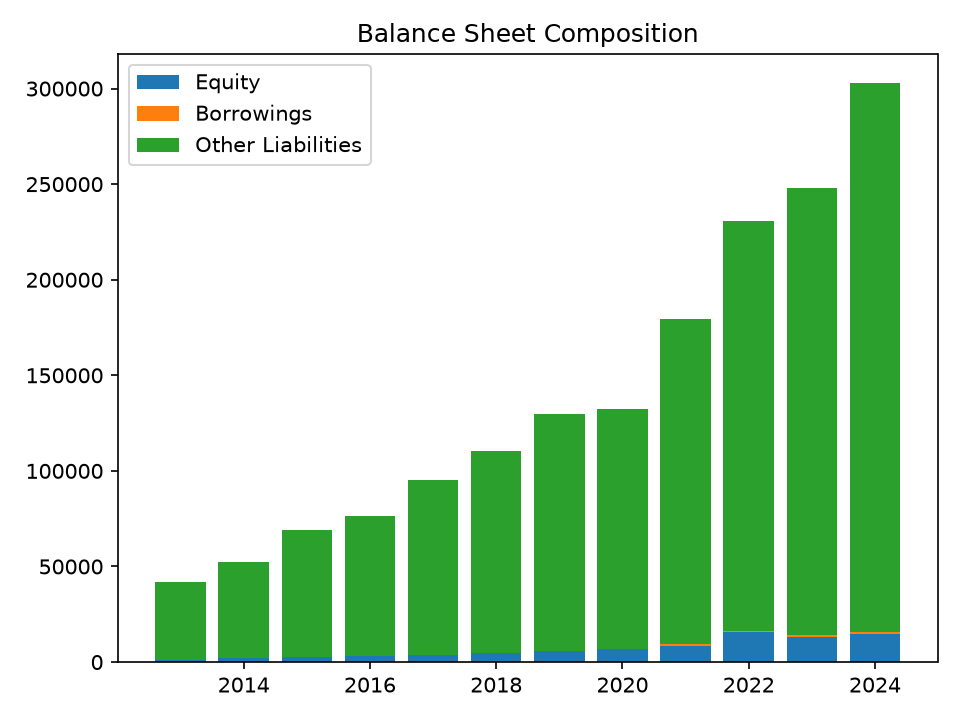 Balance Sheet Composition
Equity
Borrowings
Other Liabilities
300000
250000
200000
150000
100000
50000
0
2014 2016 2018 2020 2022 2024